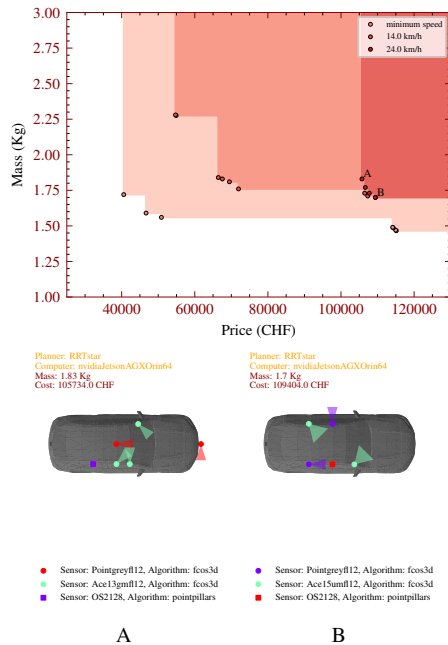 3.00
2.75
2.50
2.25
2.00
1.75
1.50
1.25
1.00
Mass (Kg)
minimum speed
14.0 km/h
24.0 km/h
A
B
40000 60000 80000 100000 120000
Price (CHF)
Planner: RRTstar
Computer: nvidiaJetsonAGXOrin64
Mass: 1.83 Kg
Cost: 105734.0 CHF
Planner: RRTstar
Computer: nvidiaJetsonAGXOrin64
Mass: 1.7 Kg
Cost: 109404.0 CHF
Sensor: Pointgreyfl12, Algorithm: fcos3d
Sensor: Ace13gmfl12, Algorithm: fcos3d
Sensor: OS2128, Algorithm: pointpillars
Sensor: Pointgreyfl12, Algorithm: fcos3d
Sensor: Ace15umfl12, Algorithm: fcos3d
Sensor: OS2128, Algorithm: pointpillars
A
B